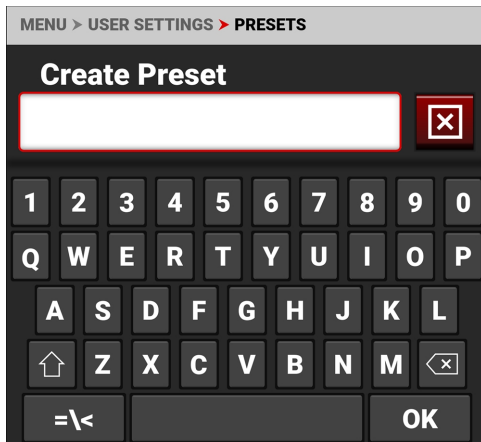 MENU > USER SETTINGS > PRESETS
Create Preset
1 2 3 4 5 6 7 8 9 0
Q W E R T Y U I O P
A S D F G H J K L
Z X C V B N M
=\< OK